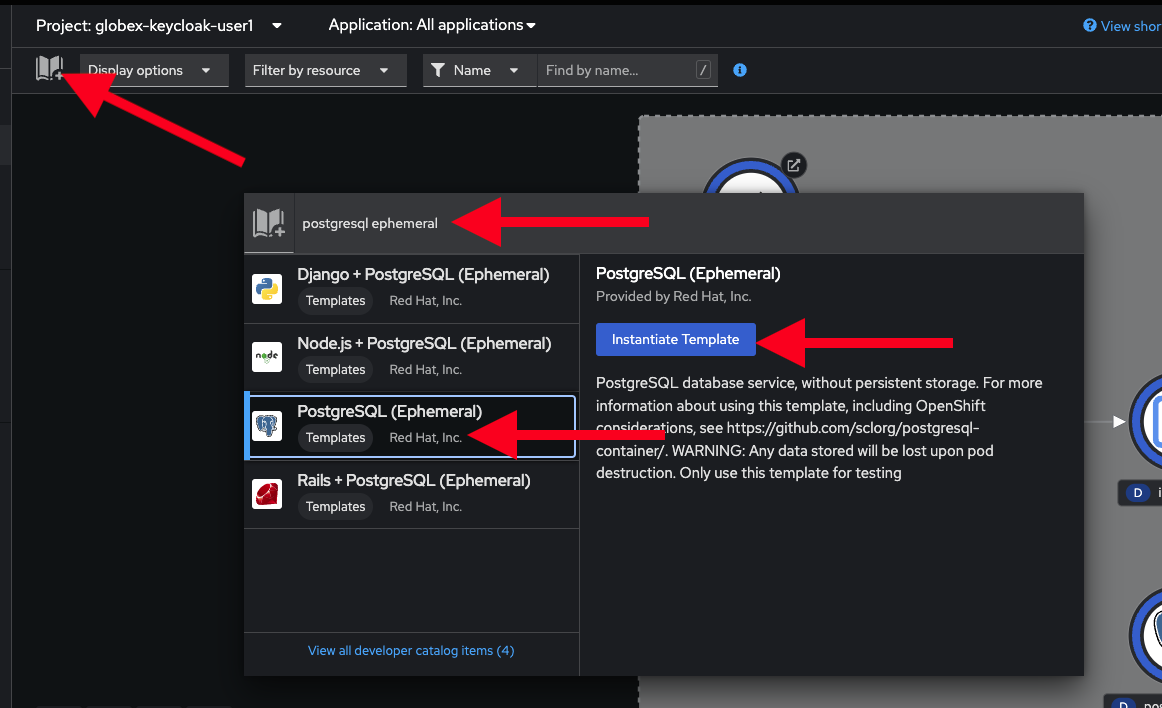 Project: globex-keycloak-user1
Application: All applications
View shor
Display options
Filter by resource
Name
Find by name...
/
postgresql ephemeral
Django + PostgreSQL (Ephemeral)
Templates
Red Hat, Inc.
node
Node.js + PostgreSQL (Ephemeral)
Templates
Red Hat, Inc.
PostgreSQL (Ephemeral)
Templates
Red Hat, Inc.
Rails + PostgreSQL (Ephemeral)
Templates
Red Hat, Inc.
View all developer catalog items (4)
PostgreSQL (Ephemeral)
Provided by Red Hat, Inc.
Instantiate Template
PostgreSQL database service, without persistent storage. For more
information about using this template, including OpenShift
considerations, see https://github.com/sclorg/postgresql-
container/. WARNING: Any data stored will be lost upon pod
destruction. Only use this template for testing
D i
D pos